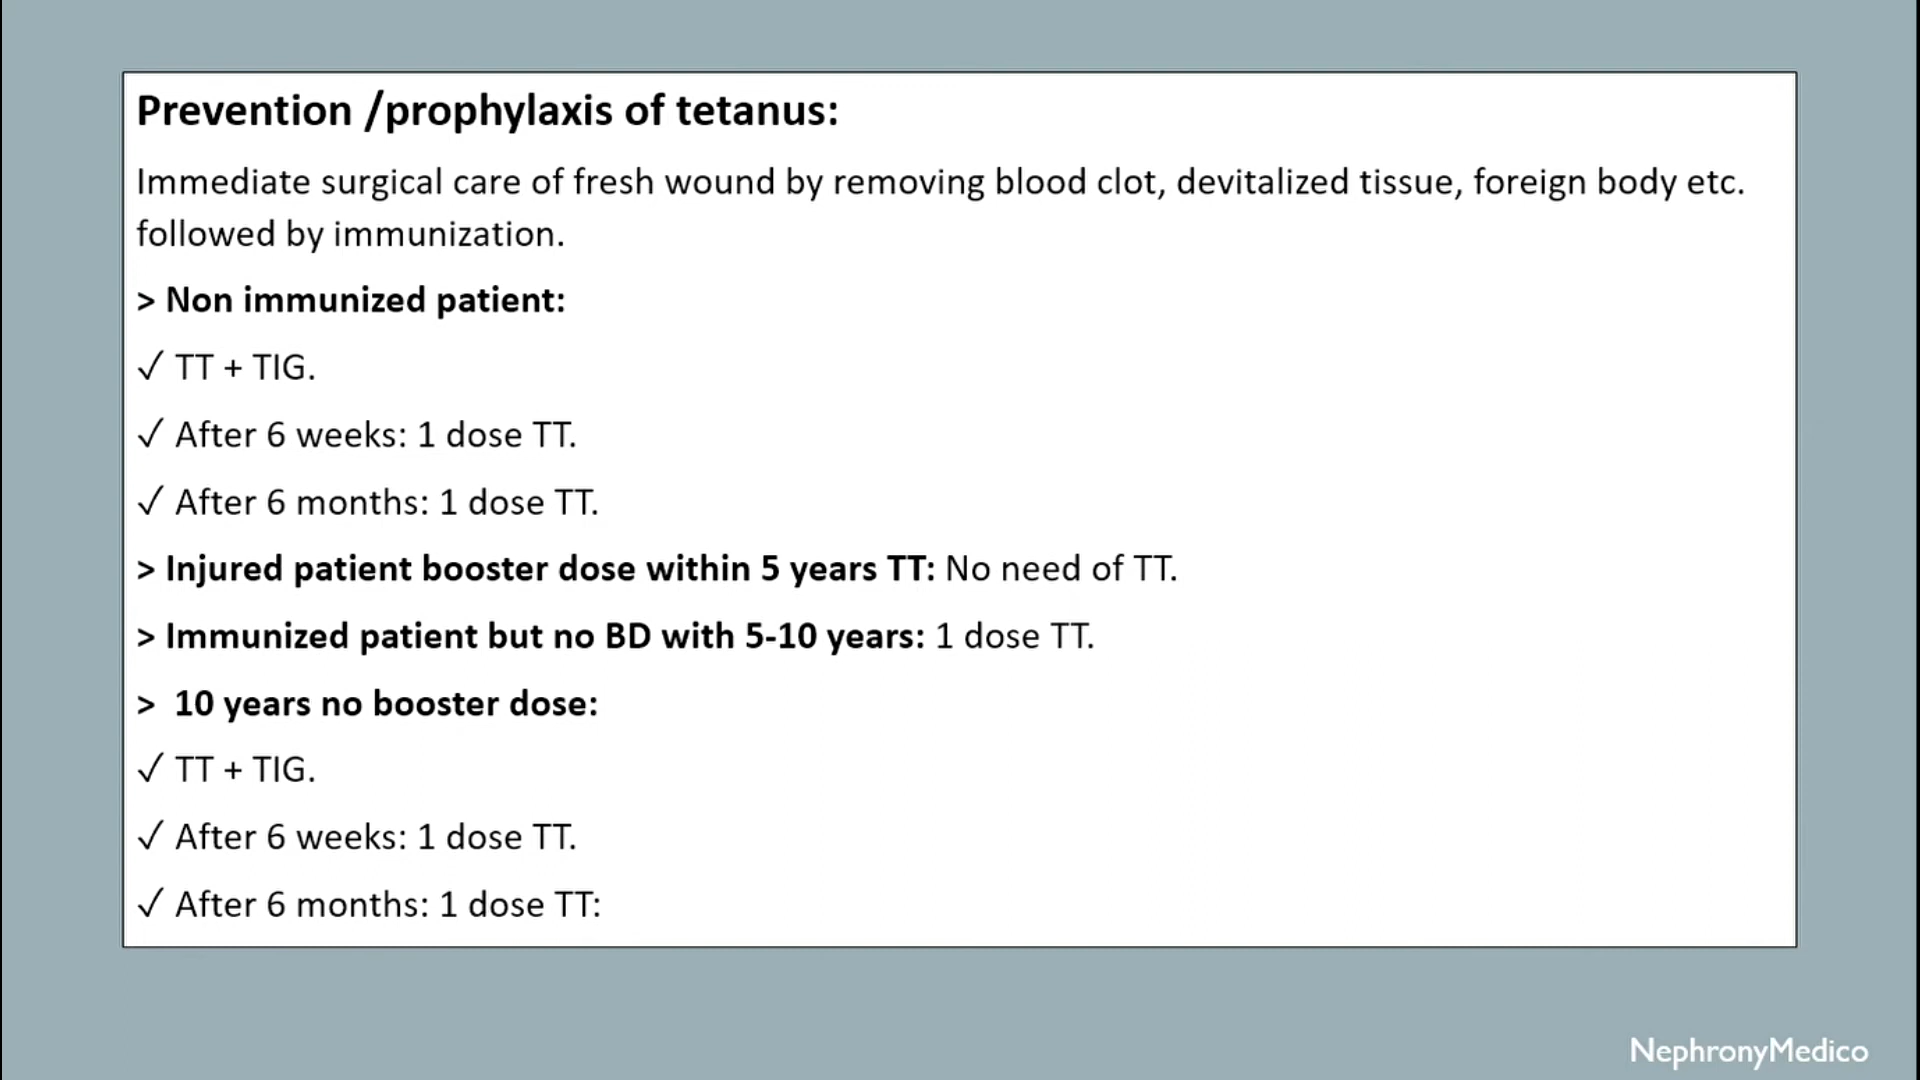 Prevention /prophylaxis of tetanus:
Immediate surgical care of fresh wound by removing blood clot, devitalized tissue, foreign body etc.
followed by immunization.
> Non immunized patient:
✓ TT + TIG.
✓ After 6 weeks: 1 dose TT.
✓ After 6 months: 1 dose TT.
> Injured patient booster dose within 5 years TT: No need of TT.
> Immunized patient but no BD with 5-10 years: 1 dose TT.
> 10 years no booster dose:
✓ TT + TIG.
✓ After 6 weeks: 1 dose TT.
✓ After 6 months: 1 dose TT:
NephronyMedico